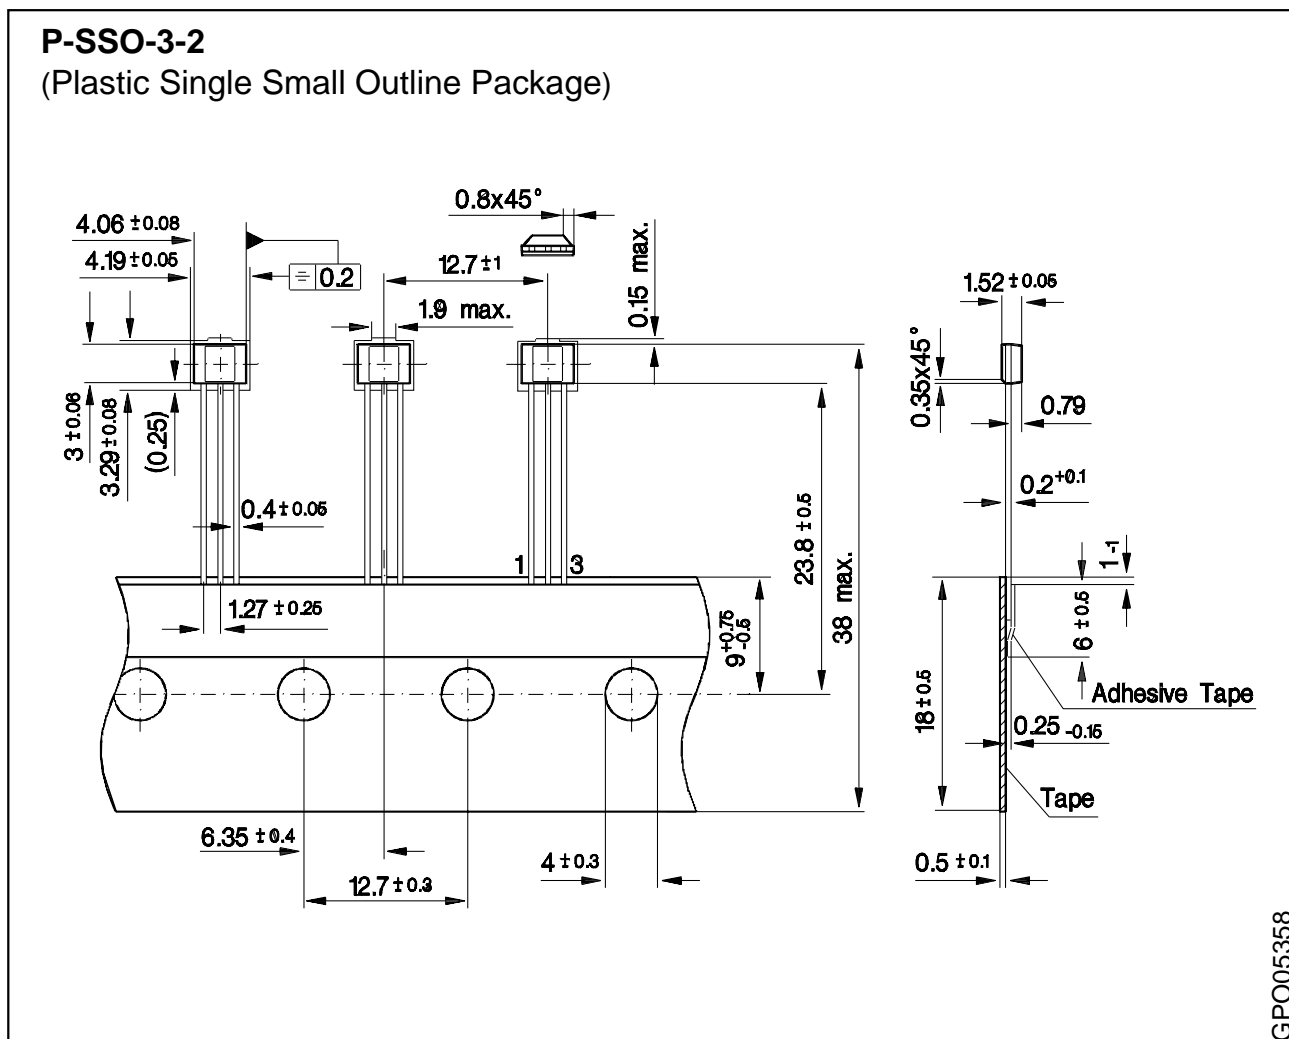 P-SSO-3-2
(Plastic Single Small Outline Package)
0.8x45°
4.06 ±0.08
4.19 ±0.05
0.2
12.7 ±1
1.9 max.
0.15 max.
1.52 ±0.05
0.35x45°
0.79
0.2 +0.1
3 ±0.06
3.29 ±0.08
(0.25)
0.4 ±0.05
1
3
23.8 ±0.5
38 max.
1 -1
1.27 ±0.25
9 +0.75 -0.5
6 ±0.5
18 ±0.5
Adhesive Tape
0.25 -0.15
Tape
6.35 ±0.4
12.7 ±0.3
4 ±0.3
0.5 ±0.1
GPO05358